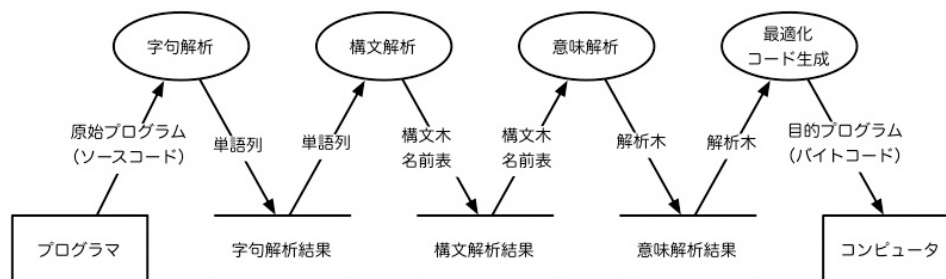 字句解析
構文解析
意味解析
最適化
コード生成
原始プログラム
（ソースコード）
単語列
単語列
構文木
名前表
構文木
名前表
解析木
解析木
目的プログラム
（バイトコード）
プログラマ
字句解析結果
構文解析結果
意味解析結果
コンピュータ